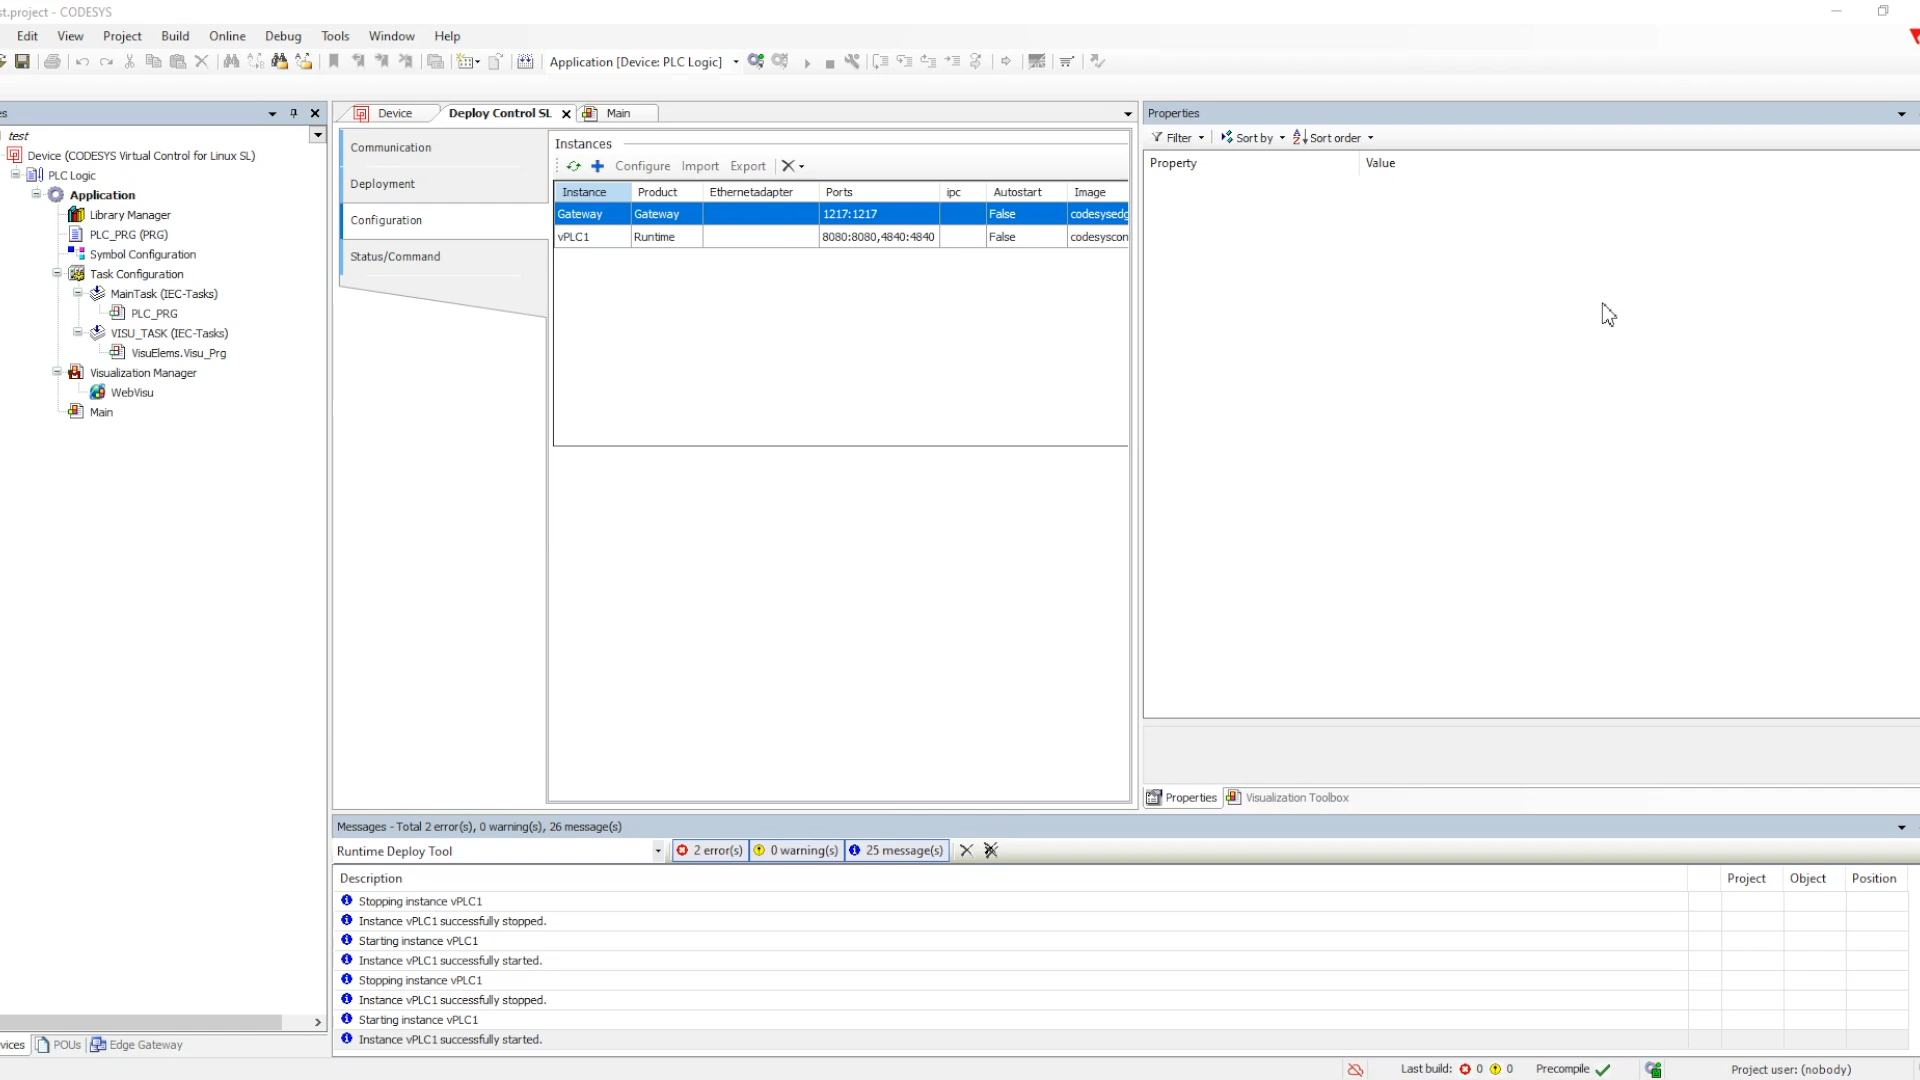 st.project - CODESYS
Edit View Project Build Online Debug Tools Window Help
Application [Device: PLC Logic]
es
test
Device (CODESYS Virtual Control for Linux SL)
PLC Logic
Application
Library Manager
PLC_PRG (PRG)
Symbol Configuration
Task Configuration
MainTask (IEC-Tasks)
PLC_PRG
VISU_TASK (IEC-Tasks)
VisuElems.Visu_Prg
Visualization Manager
WebVisu
Main
vices POUs Edge Gateway
Device Deploy Control SL Main
Communication
Deployment
Configuration
Status/Command
Instances
Configure Import Export
Instance Product Ethernetadapter Ports ipc Autostart Image
Gateway Gateway 1217:1217 False codesysedg
vPLC1 Runtime 8080:8080,4840:4840 False codesyscon
Properties
Filter Sort by Sort order
Property Value
Properties Visualization Toolbox
Messages - Total 2 error(s), 0 warning(s), 26 message(s)
Runtime Deploy Tool 2 error(s) 0 warning(s) 25 message(s)
Description Project Object Position
Stopping instance vPLC1
Instance vPLC1 successfully stopped.
Starting instance vPLC1
Instance vPLC1 successfully started.
Stopping instance vPLC1
Instance vPLC1 successfully stopped.
Starting instance vPLC1
Instance vPLC1 successfully started.
Last build: 0 0 Precompile Project user: (nobody)